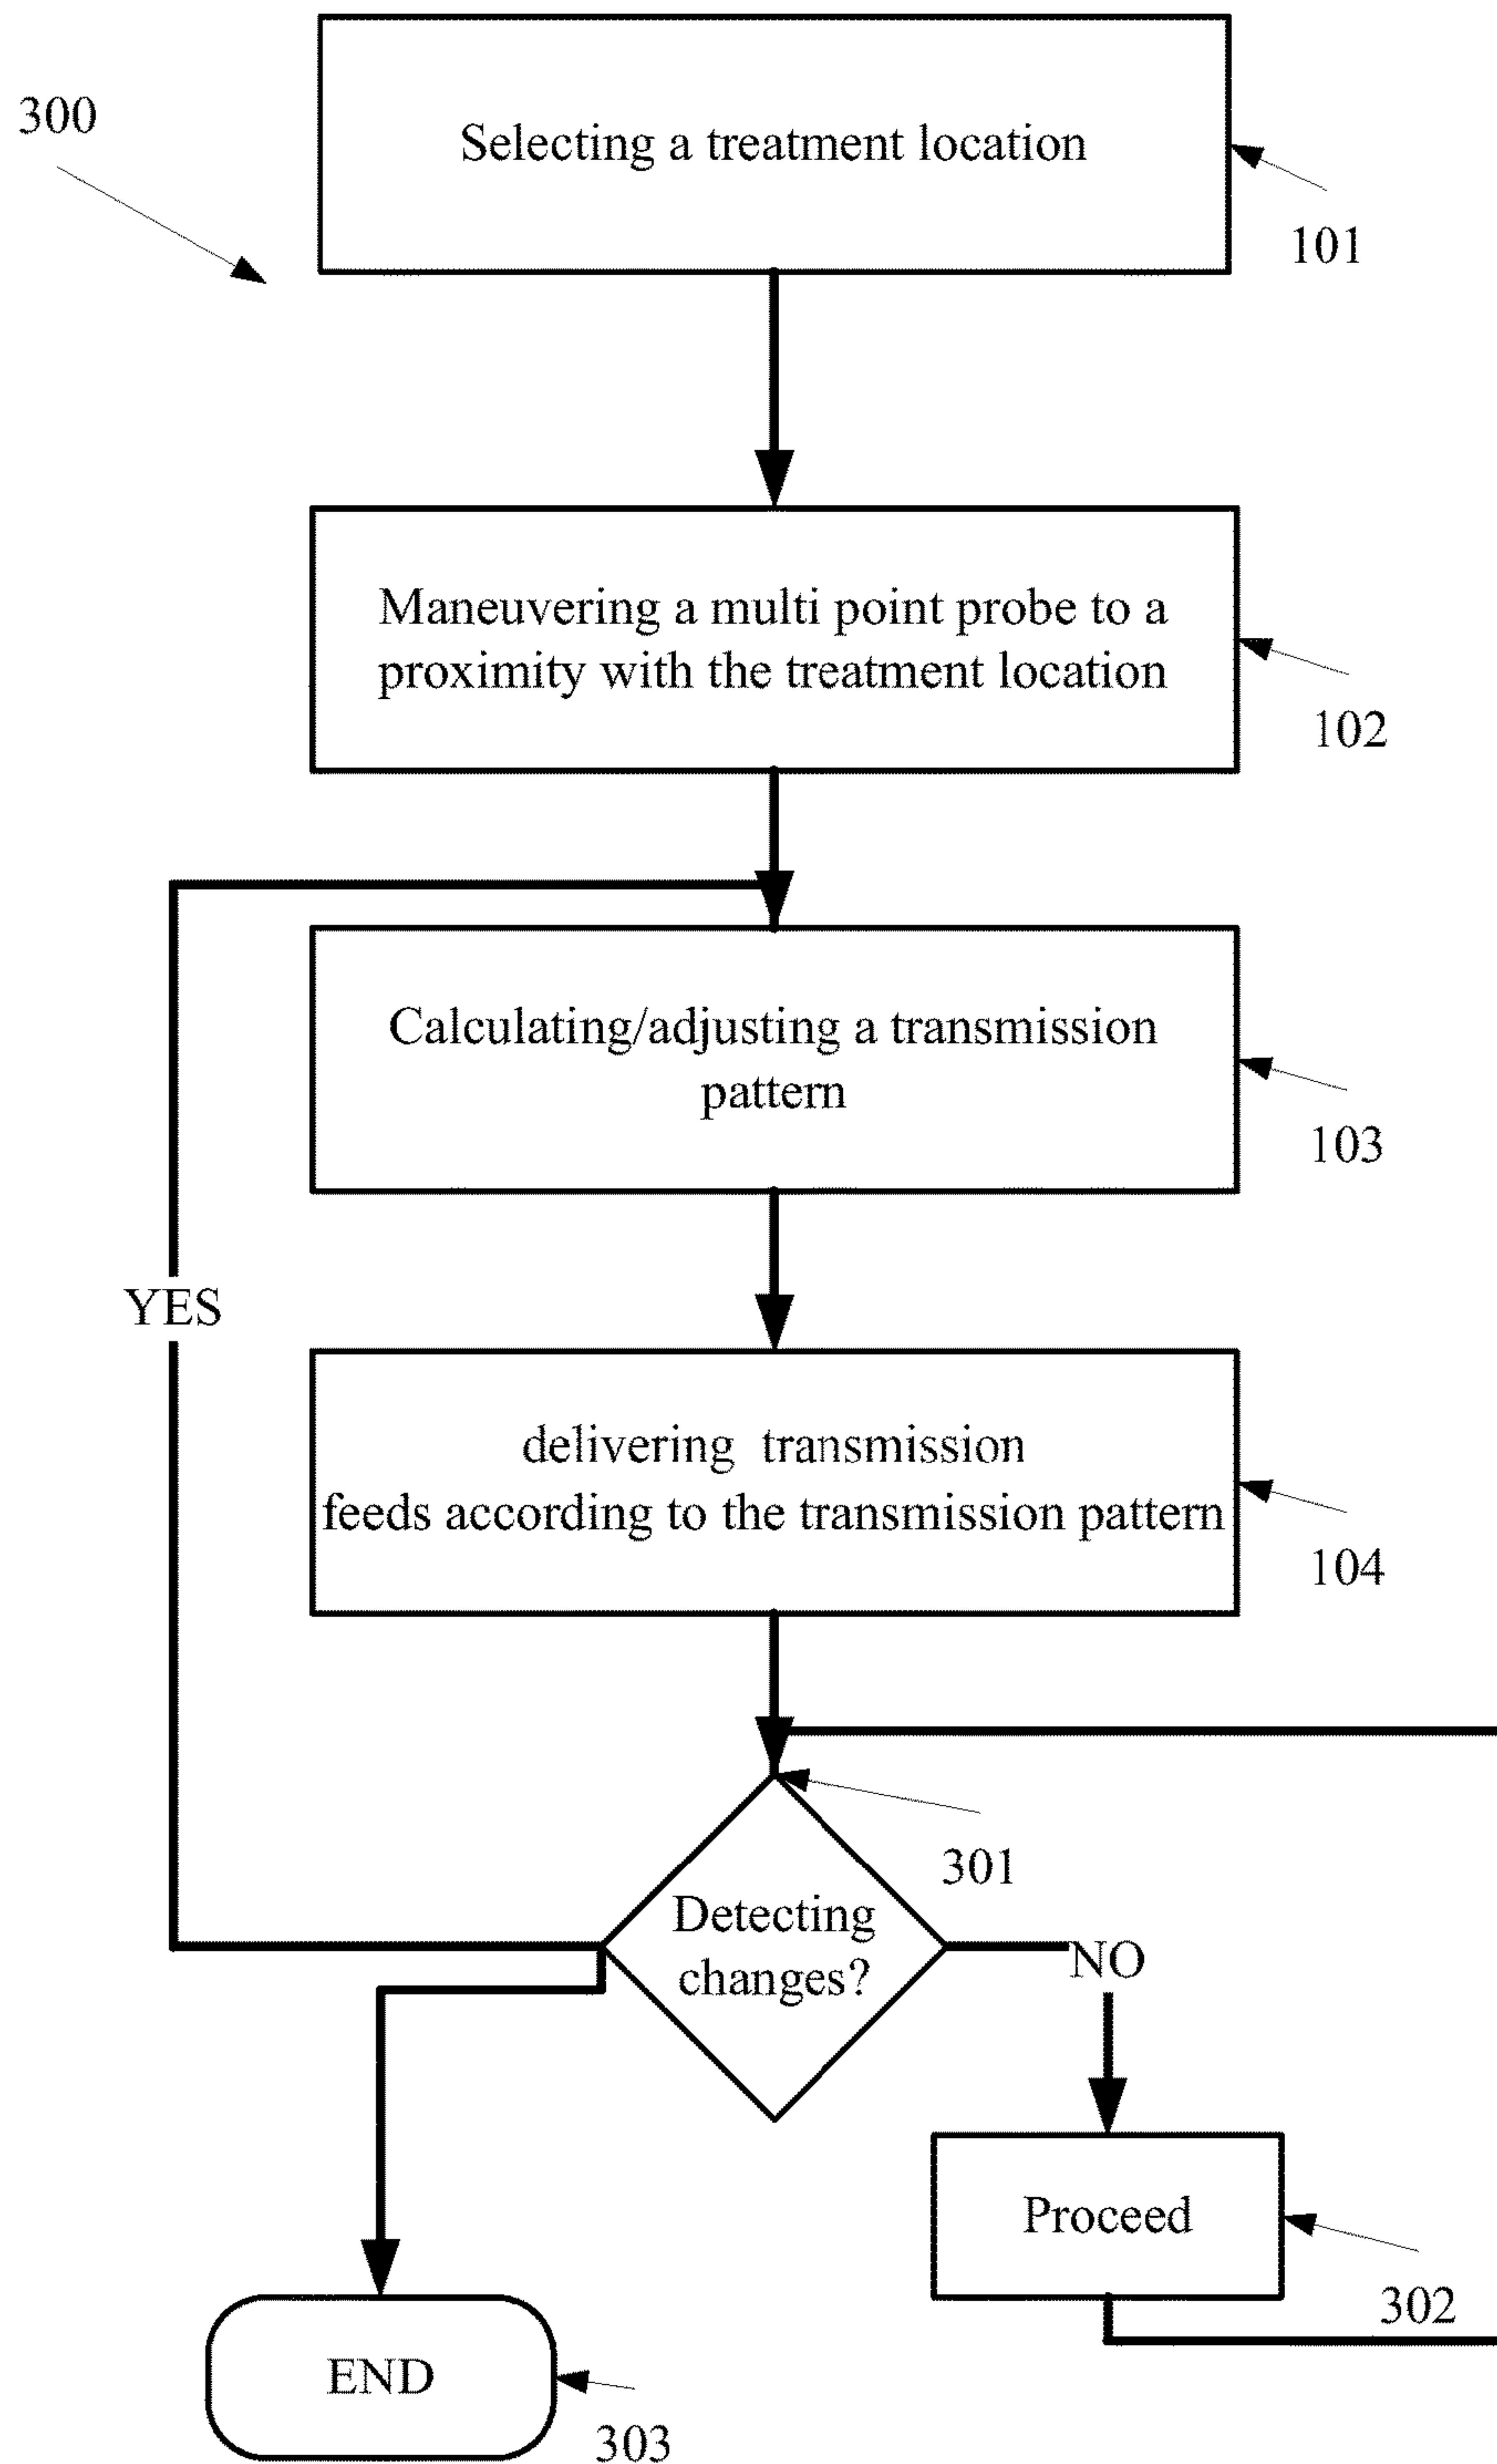 300
Selecting a treatment location
101
Maneuvering a multi point probe to a
proximity with the treatment location
102
Calculating/adjusting a transmission
pattern
103
YES
delivering transmission
feeds according to the transmission pattern
104
301
Detecting
changes?
NO
Proceed
302
END
303